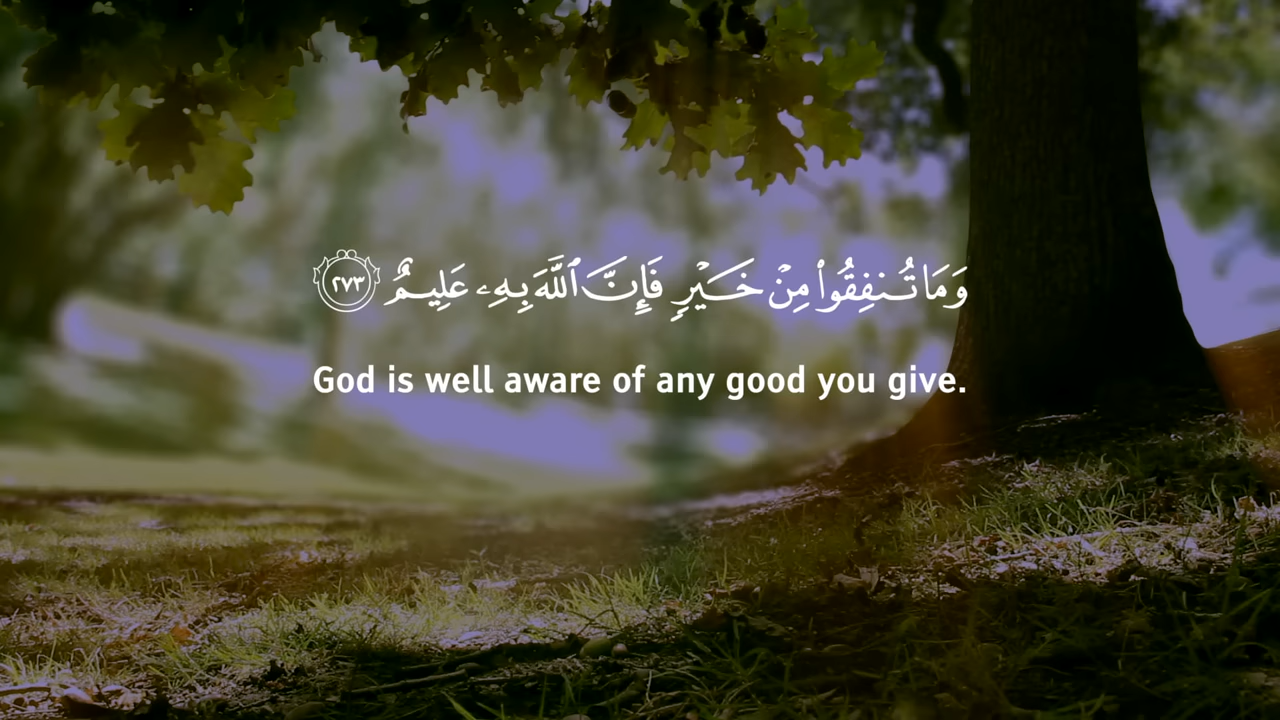 وَمَا تُنفِقُوا۟ مِنْ خَيْرٍ فَإِنَّ ٱللَّهَ بِهِۦ عَلِيمٌ ٢٧٣
God is well aware of any good you give.